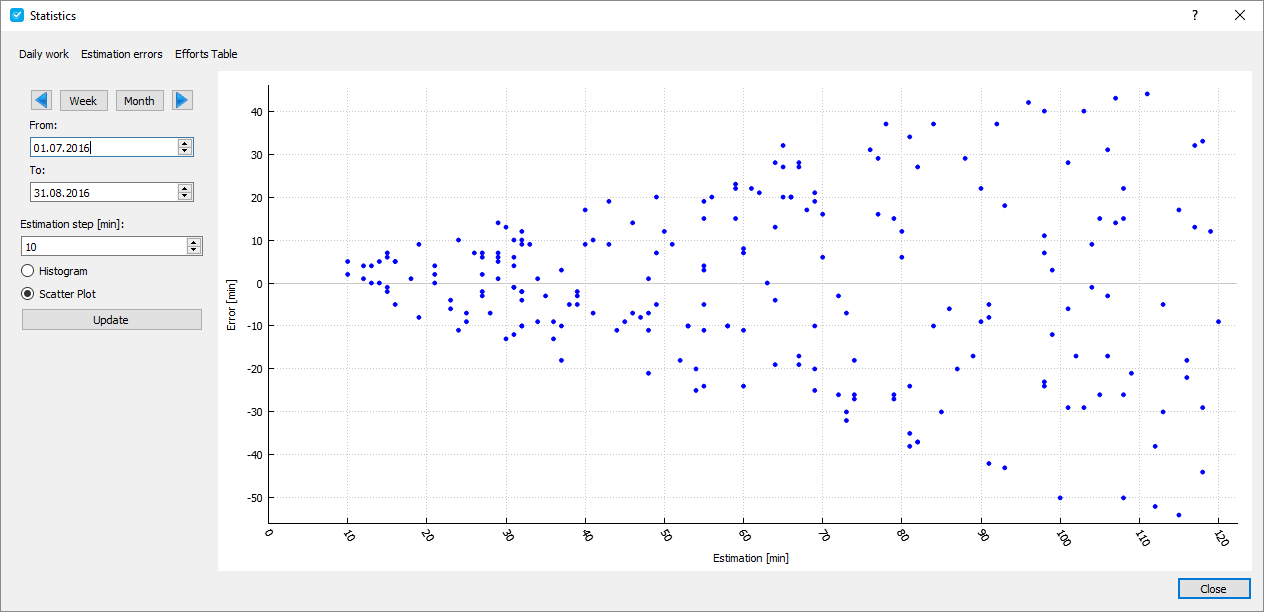 Statistics
?
Daily work Estimation errors Efforts Table
Week Month
From:
01.07.2016
To:
31.08.2016
Estimation step [min]:
10
Histogram
Scatter Plot
Update
Error [min]
40
30
20
10
0
-10
-20
-30
-40
-50
0 10 20 30 40 50 60 70 80 90 100 110 120
Estimation [min]
Close